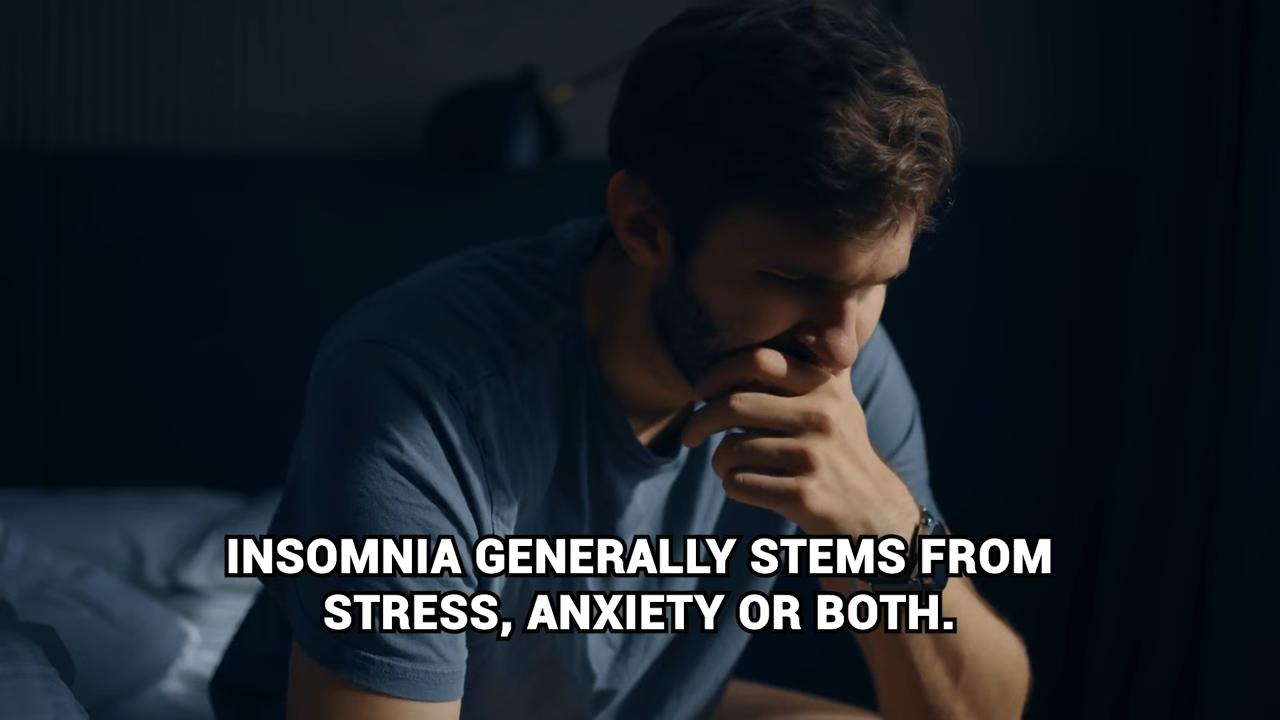 INSOMNIA GENERALLY STEMS FROM
STRESS, ANXIETY OR BOTH.